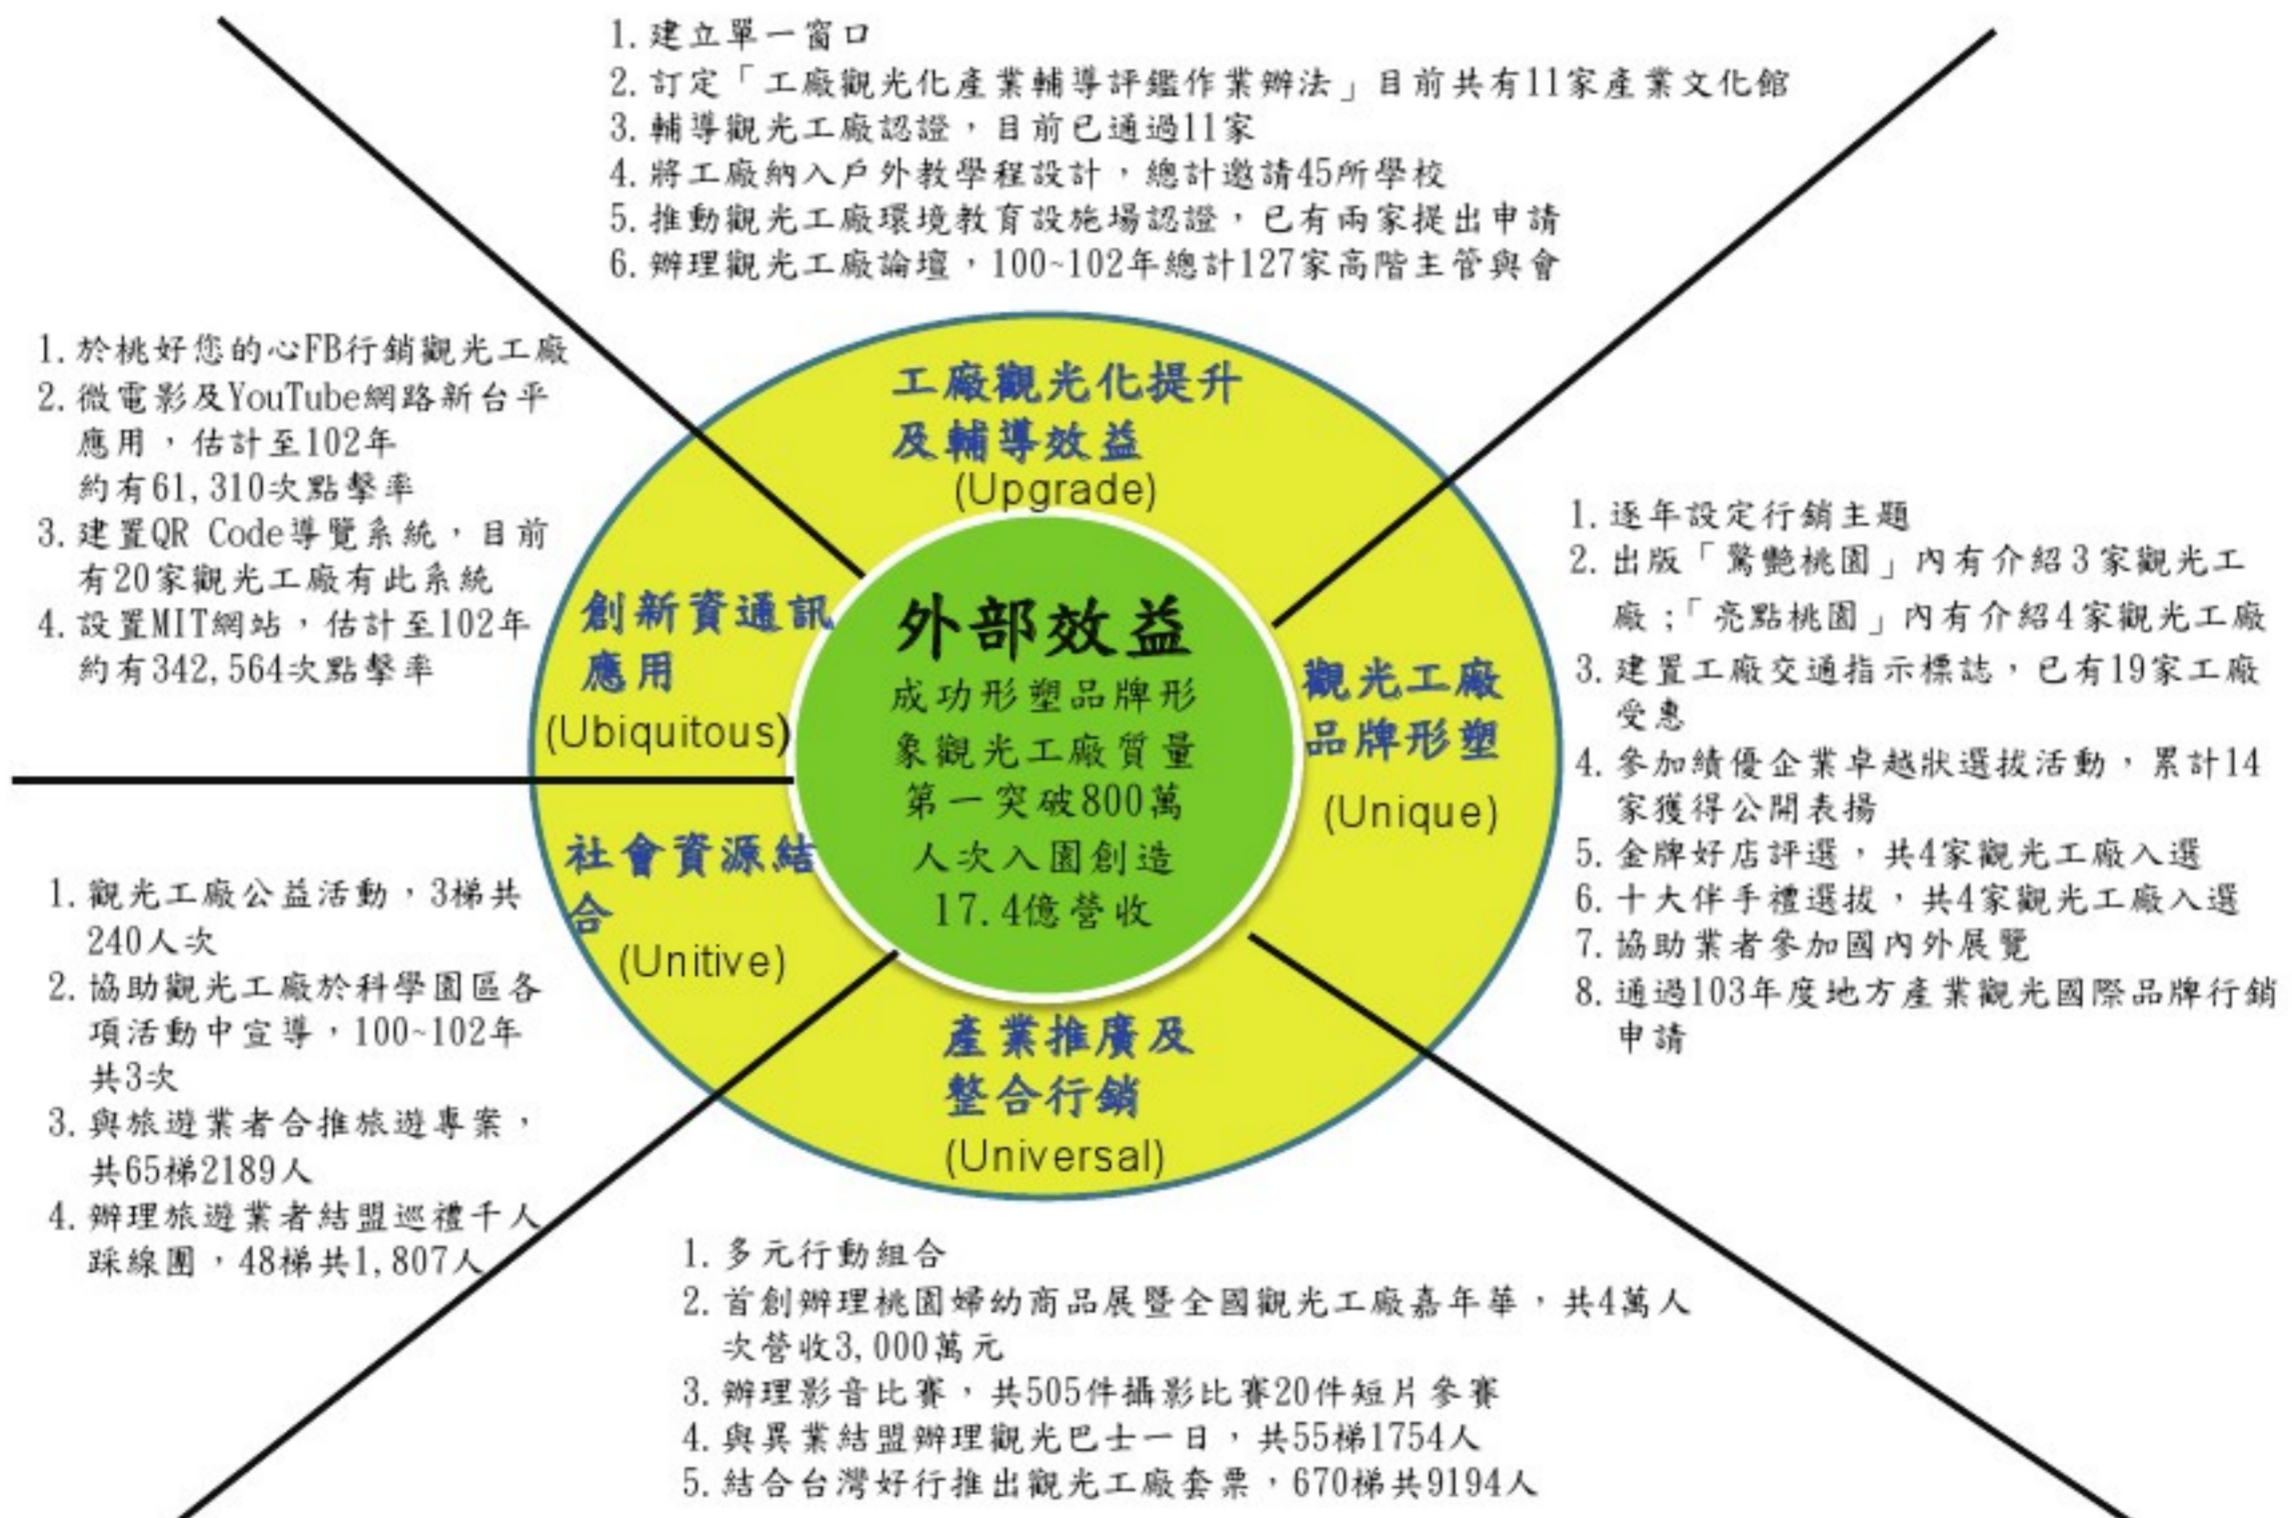 1. 建立單一窗口
2. 訂定「工廠觀光化產業輔導評鑑作業辦法」目前共有11家產業文化館
3. 輔導觀光工廠認證，目前已通過11家
4. 將工廠納入戶外教學程設計，總計邀請45所學校
5. 推動觀光工廠環境教育設施場認證，已有兩家提出申請
6. 辦理觀光工廠論壇，100~102年總計127家高階主管與會
工廠觀光化提升
及輔導效益
(Upgrade)
1. 於桃好您的心FB行銷觀光工廠
2. 微電影及YouTube網路新台平
應用，估計至102年
約有61,310次點擊率
3. 建置QR Code導覽系統，目前
有20家觀光工廠有此系統
4. 設置MIT網站，估計至102年
約有342,564次點擊率
創新資通訊
應用
(Ubiquitous)
外部效益
成功形塑品牌形
象觀光工廠質量
第一突破800萬
人次入園創造
17.4億營收
觀光工廠
品牌形塑
(Unique)
1. 逐年設定行銷主題
2. 出版「驚艷桃園」內有介紹3家觀光工
廠;「亮點桃園」內有介紹4家觀光工廠
3. 建置工廠交通指示標誌，已有19家工廠
受惠
4. 參加績優企業卓越狀選拔活動，累計14
家獲得公開表揚
5. 金牌好店評選，共4家觀光工廠入選
6. 十大伴手禮選拔，共4家觀光工廠入選
7. 協助業者參加國內外展覽
8. 通過103年度地方產業觀光國際品牌行銷
申請
社會資源結
合
(Unitive)
1. 觀光工廠公益活動，3梯共
240人次
2. 協助觀光工廠於科學園區各
項活動中宣導，100~102年
共3次
3. 與旅遊業者合推旅遊專案，
共65梯2189人
4. 辦理旅遊業者結盟巡禮千人
踩線團，48梯共1,807人
產業推廣及
整合行銷
(Universal)
1. 多元行動組合
2. 首創辦理桃園婦幼商品展暨全國觀光工廠嘉年華，共4萬人
次營收3,000萬元
3. 辦理影音比賽，共505件攝影比賽20件短片參賽
4. 與異業結盟辦理觀光巴士一日，共55梯1754人
5. 結合台灣好行推出觀光工廠套票，670梯共9194人